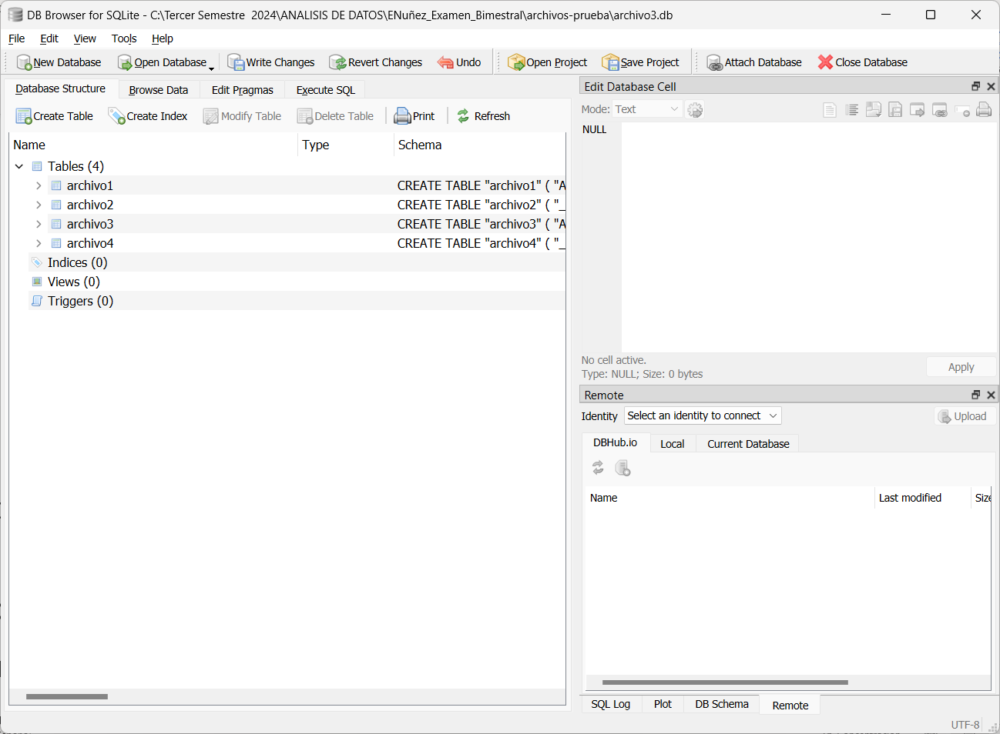 DB Browser for SQLite - C:\Tercer Semestre  2024\ANALISIS DE DATOS\ENuñez_Examen_Bimestral\archivos-prueba\archivo3.db
File Edit View Tools Help
New Database Open Database Write Changes Revert Changes Undo Open Project Save Project Attach Database Close Database
Database Structure Browse Data Edit Pragmas Execute SQL
Create Table Create Index Modify Table Delete Table Print Refresh
Name Type Schema
Tables (4)
archivo1 CREATE TABLE "archivo1" ( "A
archivo2 CREATE TABLE "archivo2" ( "_
archivo3 CREATE TABLE "archivo3" ( "A
archivo4 CREATE TABLE "archivo4" ( "_
Indices (0)
Views (0)
Triggers (0)
Edit Database Cell
Mode: Text
NULL
No cell active.
Type: NULL; Size: 0 bytes
Apply
Remote
Identity Select an identity to connect Upload
DBHub.io Local Current Database
Name Last modified Size
SQL Log Plot DB Schema Remote
UTF-8